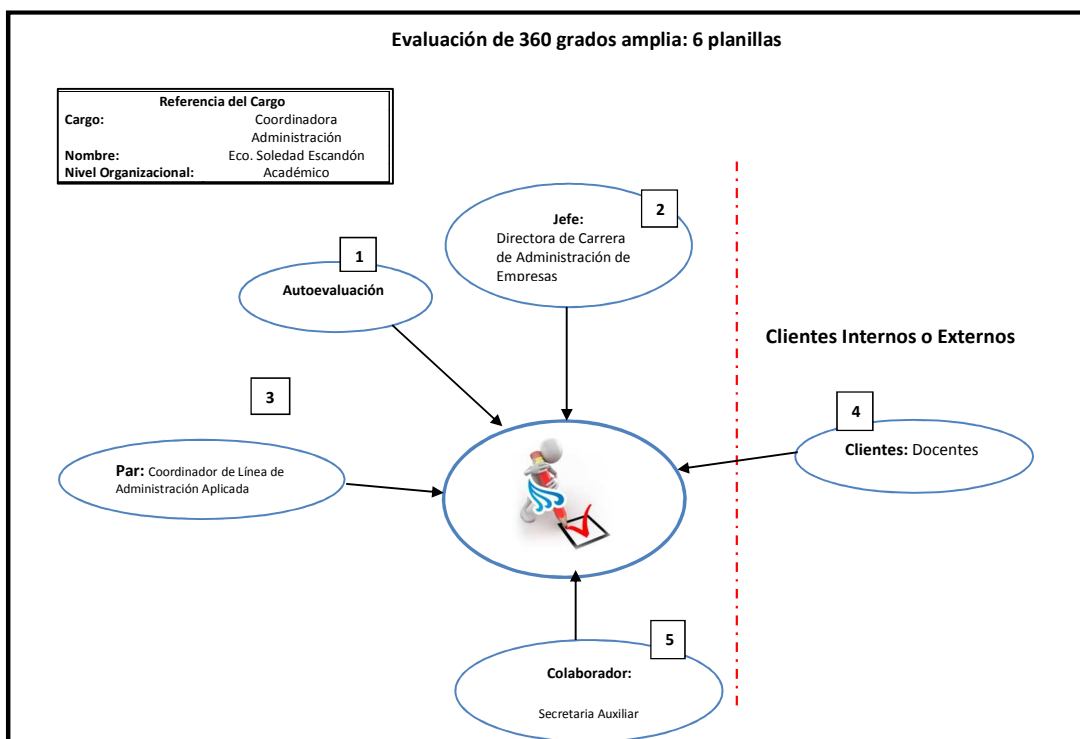 Evaluación de 360 grados amplia: 6 planillas
Referencia del Cargo
Cargo: Coordinadora
Administración
Nombre: Eco. Soledad Escandón
Nivel Organizacional: Académico
2
Jefe:
Directora de Carrera
de Administración de
Empresas
1
Autoevaluación
Clientes Internos o Externos
3
Par: Coordinador de Línea de
Administración Aplicada
4
Clientes: Docentes
5
Colaborador:
Secretaria Auxiliar